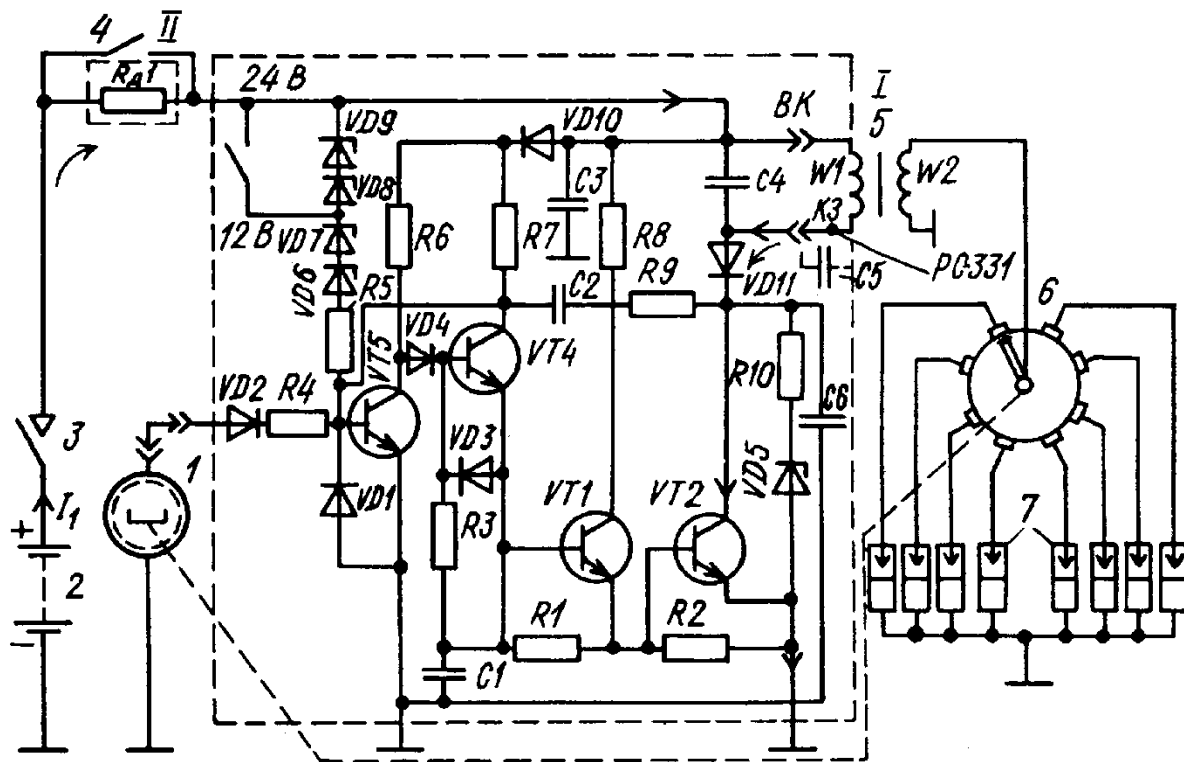 4 II
RД1
24 В
VD9
VD8
12 В
VD7
VD6
R5
R6
R7
VD10
C3
R8
ВК
I
5
C4
W1
W2
КЗ
РС331
VD11
C5
C2
R9
VD4
VT5
VT4
R10
C6
6
VD2
R4
3
1
I1
+
2
-
VD1
VD3
R3
VT1
VT2
VD5
7
R1
R2
C1